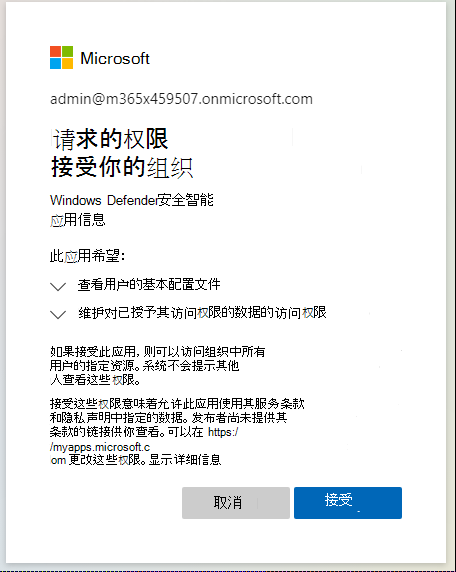 Microsoft
admin@m365x459507.onmicrosoft.com
请求的权限
接受你的组织
Windows Defender安全智能
应用信息
此应用希望：
查看用户的基本配置文件
维护对已授予其访问权限的数据的访问权限
如果接受此应用，则可以访问组织中所有
用户的指定资源。系统不会提示其他
人查看这些权限。
接受这些权限意味着允许此应用使用其服务条款
和隐私声明中指定的数据。发布者尚未提供其
条款的链接供你查看。可以在 https:/
/myapps.microsoft.c
om 更改这些权限。显示详细信息
取消
接受